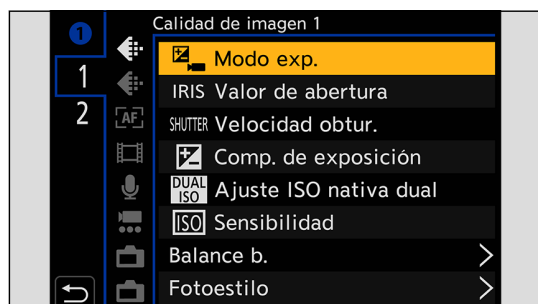 Calidad de imagen 1
1
1
2
AF
Modo exp.
IRIS Valor de abertura
SHUTTER Velocidad obtur.
Comp. de exposición
DUAL ISO Ajuste ISO nativa dual
ISO Sensibilidad
Balance b.
Fotoestilo